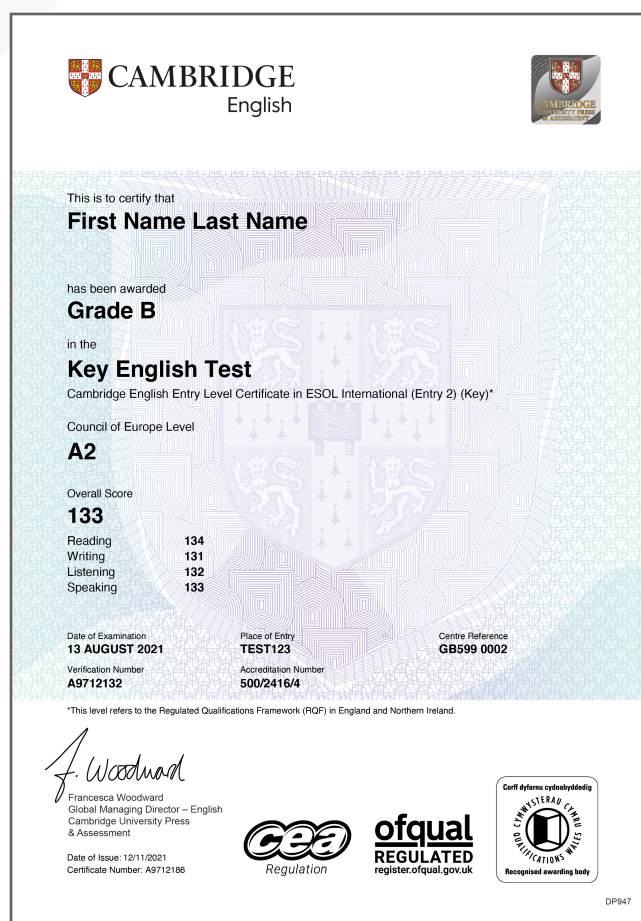 CAMBRIDGE
English
CAMBRIDGE
UNIVERSITY PRESS
& ASSESSMENT
This is to certify that
First Name Last Name
has been awarded
Grade B
in the
Key English Test
Cambridge English Entry Level Certificate in ESOL International (Entry 2) (Key)*
Council of Europe Level
A2
Overall Score
133
Reading 134
Writing 131
Listening 132
Speaking 133
Date of Examination Place of Entry Centre Reference
13 AUGUST 2021 TEST123 GB599 0002
Verification Number Accreditation Number
A9712132 500/2416/4
*This level refers to the Regulated Qualifications Framework (RQF) in England and Northern Ireland.
F. Woodward
Francesca Woodward
Global Managing Director – English
Cambridge University Press
& Assessment
Date of Issue: 12/11/2021
Certificate Number: A9712186
cea
Regulation
ofqual
REGULATED
register.ofqual.gov.uk
Corff dyfarnu cydnabyddedig
CYMWYSTERAU CYMRU
QUALIFICATIONS WALES
Recognised awarding body
DP947